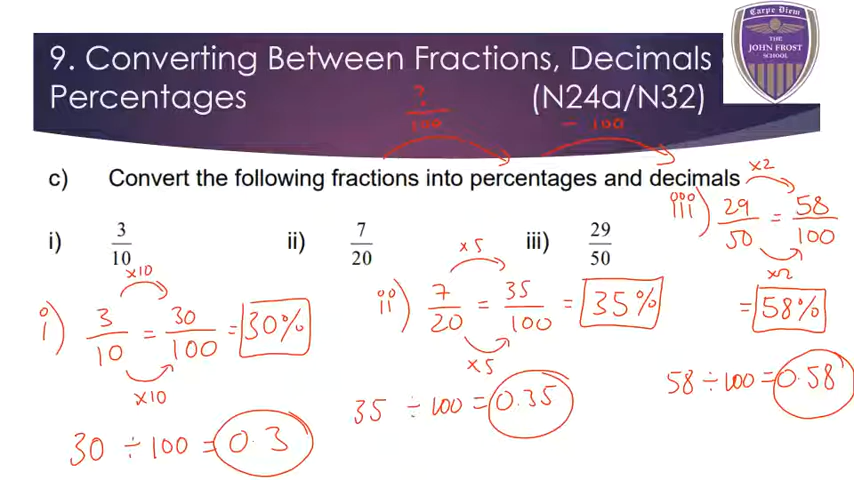 Carpe Diem
THE
JOHN FROST
SCHOOL
9. Converting Between Fractions, Decimals
Percentages (N24a/N32)
?/100
÷ 100
c) Convert the following fractions into percentages and decimals
i) 3/10 ii) 7/20 iii) 29/50
i) 3/10 = 30/100 = 30%
×10
×10
30 ÷ 100 = 0.3
ii) 7/20 = 35/100 = 35%
×5
×5
35 ÷ 100 = 0.35
iii) 29/50 = 58/100
×2
×2
= 58%
58 ÷ 100 = 0.58